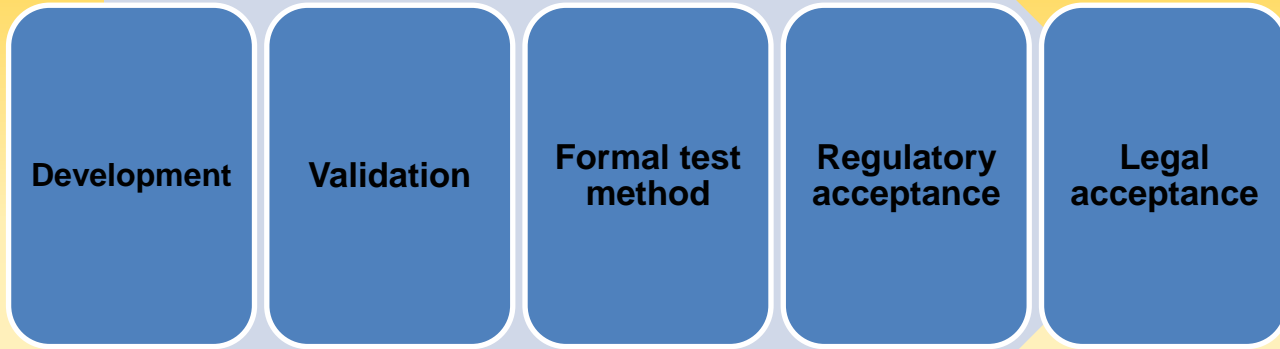 Development
Validation
Formal test
method
Regulatory
acceptance
Legal
acceptance